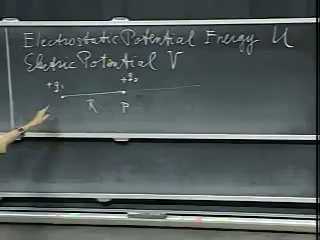 Electrostatic Potential Energy U
Electric Potential V
+q₁ +q₂
R P